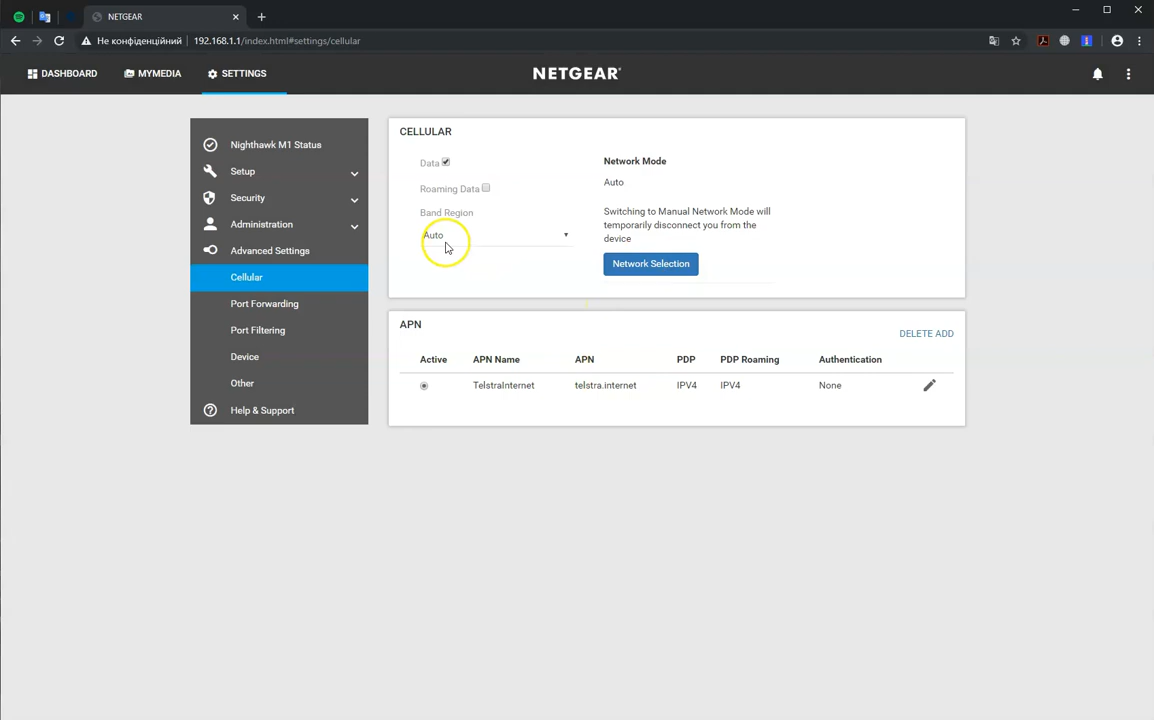 NETGEAR
Не конфіденційний
192.168.1.1/index.html#settings/cellular
DASHBOARD
MYMEDIA
SETTINGS
NETGEAR®
Nighthawk M1 Status
Setup
Security
Administration
Advanced Settings
Cellular
Port Forwarding
Port Filtering
Device
Other
Help & Support
CELLULAR
Data
Roaming Data
Band Region
Auto
Network Mode
Auto
Switching to Manual Network Mode will
temporarily disconnect you from the
device
Network Selection
APN
DELETE ADD
Active APN Name APN PDP PDP Roaming Authentication
TelstraInternet telstra.internet IPV4 IPV4 None